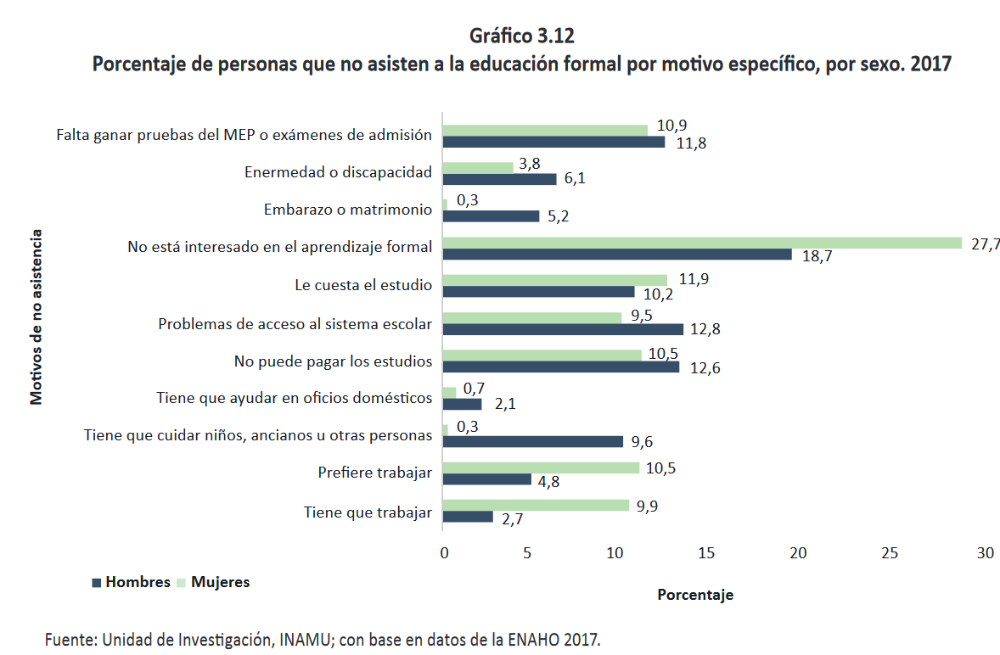 Gráfico 3.12
Porcentaje de personas que no asisten a la educación formal por motivo específico, por sexo. 2017
Motivos de no asistencia
Falta ganar pruebas del MEP o exámenes de admisión
10,9
11,8
Enermedad o discapacidad
3,8
6,1
Embarazo o matrimonio
0,3
5,2
No está interesado en el aprendizaje formal
27,7
18,7
Le cuesta el estudio
11,9
10,2
Problemas de acceso al sistema escolar
9,5
12,8
No puede pagar los estudios
10,5
12,6
Tiene que ayudar en oficios domésticos
0,7
2,1
Tiene que cuidar niños, ancianos u otras personas
0,3
9,6
Prefiere trabajar
10,5
4,8
Tiene que trabajar
9,9
2,7
0 5 10 15 20 25 30
Hombres Mujeres
Porcentaje
Fuente: Unidad de Investigación, INAMU; con base en datos de la ENAHO 2017.